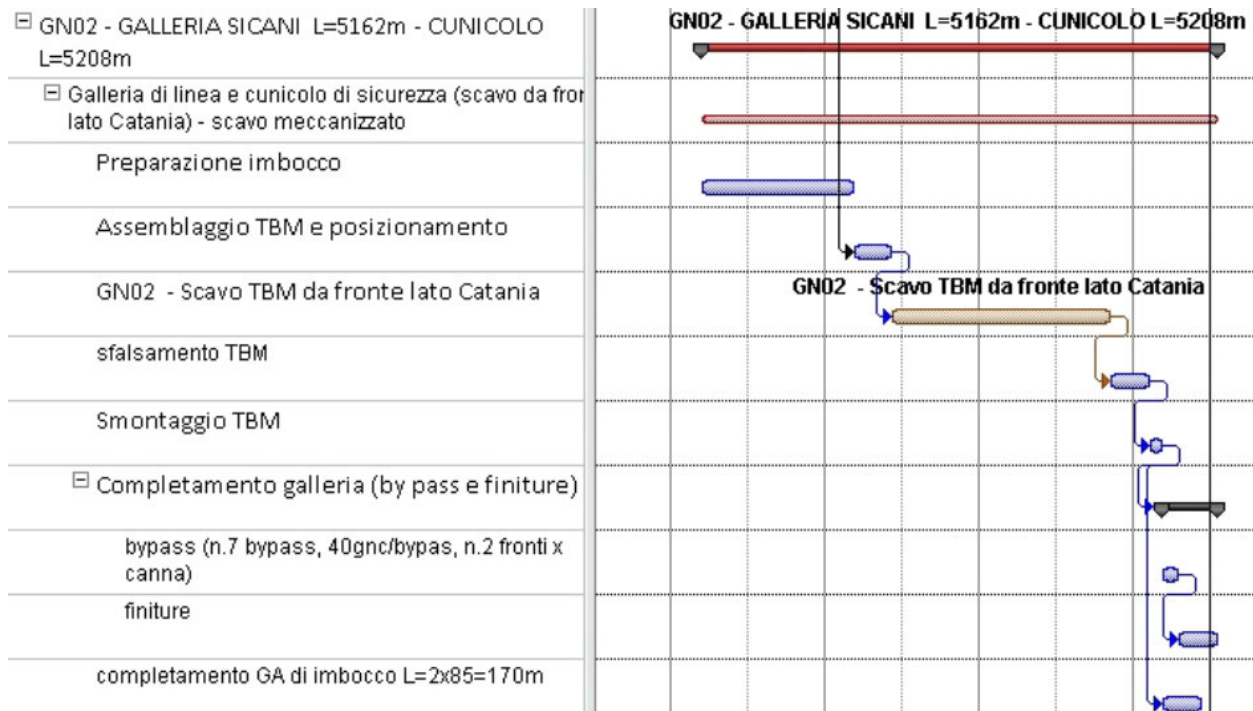 GN02 - GALLERIA SICANI L=5162m - CUNICOLO
L=5208m
GN02 - GALLERIA SICANI L=5162m - CUNICOLO L=5208m
Galleria di linea e cunicolo di sicurezza (scavo da fron
lato Catania) - scavo meccanizzato
Preparazione imbocco
Assemblaggio TBM e posizionamento
GN02 - Scavo TBM da fronte lato Catania
GN02 - Scavo TBM da fronte lato Catania
sfalsamento TBM
Smontaggio TBM
Completamento galleria (by pass e finiture)
bypass (n.7 bypass, 40gnc/bypas, n.2 fronti x
canna)
finiture
completamento GA di imbocco L=2x85=170m